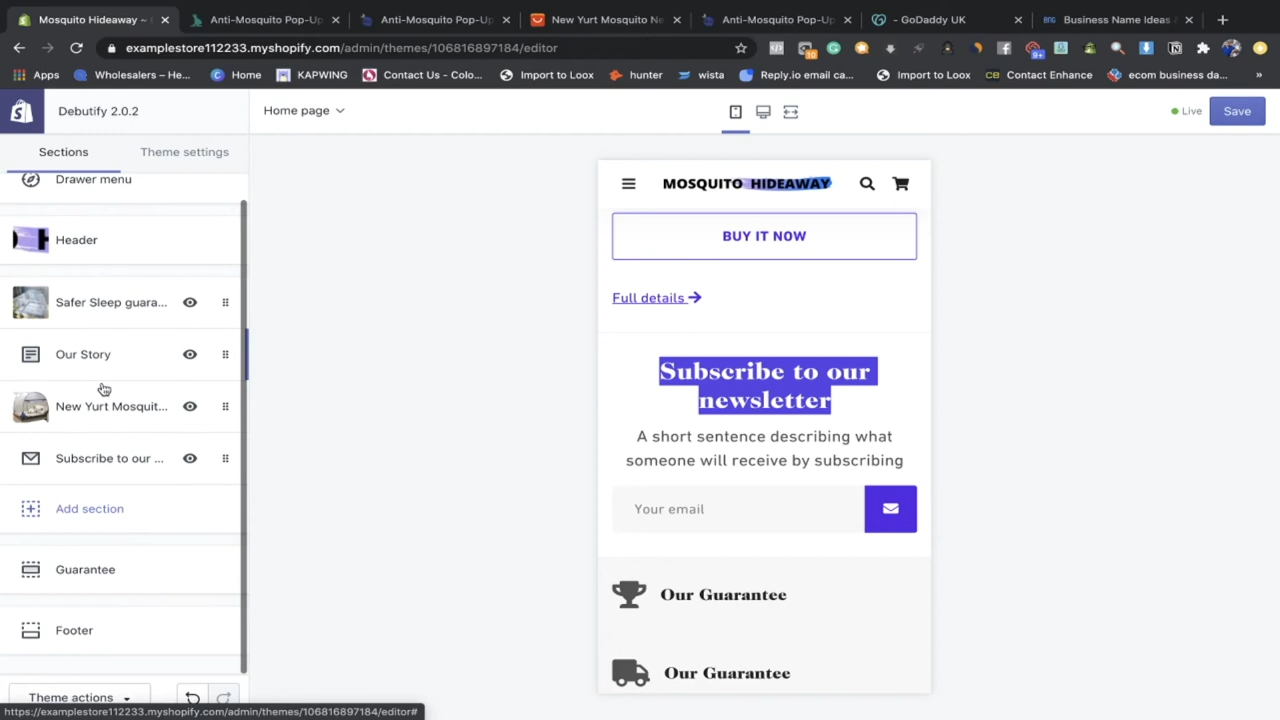 Mosquito Hideaway ~
Anti-Mosquito Pop-Up
Anti-Mosquito Pop-Up
New Yurt Mosquito Ne
Anti-Mosquito Pop-Up
- GoDaddy UK
Business Name Ideas
examplestore112233.myshopify.com/admin/themes/106816897184/editor
Apps
Wholesalers – He...
Home
KAPWING
Contact Us - Colo...
Import to Loox
hunter
wista
Reply.io email ca...
Import to Loox
Contact Enhance
ecom business da...
Debutify 2.0.2
Home page
Live
Save
Sections
Theme settings
Drawer menu
Header
Safer Sleep guara...
Our Story
New Yurt Mosquit...
Subscribe to our ...
Add section
Guarantee
Footer
Theme actions
https://examplestore112233.myshopify.com/admin/themes/106816897184/editor#
MOSQUITO HIDEAWAY
BUY IT NOW
Full details
Subscribe to our
newsletter
A short sentence describing what
someone will receive by subscribing
Your email
Our Guarantee
Our Guarantee